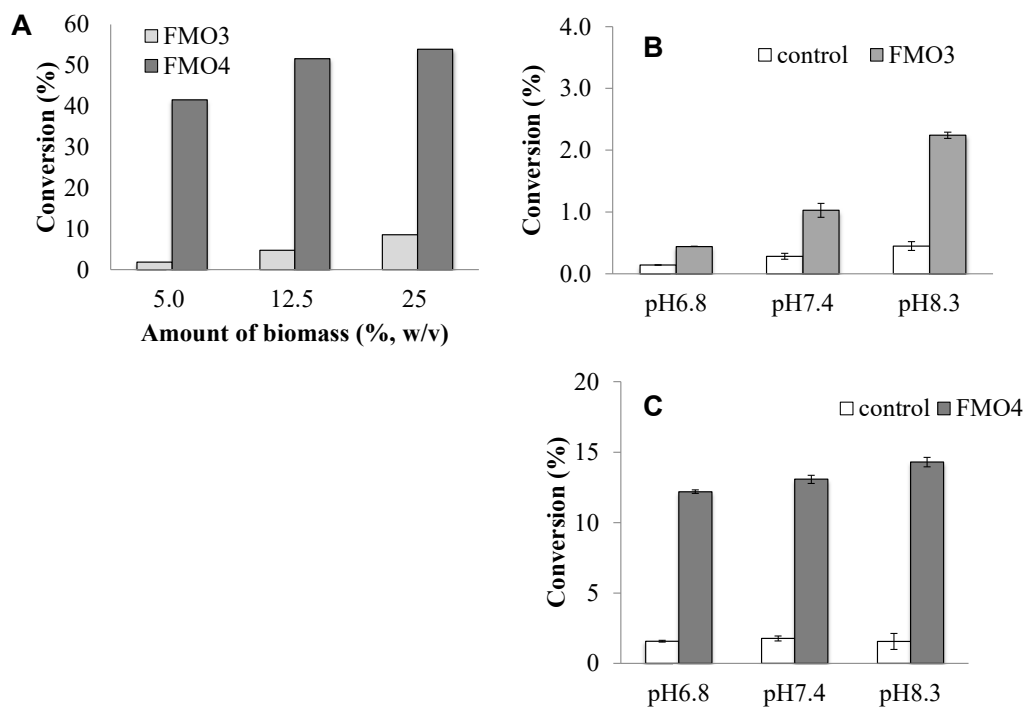 A
Conversion (%)
60
50
40
30
20
10
0
FMO3
FMO4
5.0 12.5 25
Amount of biomass (%, w/v)
B
Conversion (%)
4.0
3.0
2.0
1.0
0.0
control FMO3
pH6.8 pH7.4 pH8.3
C
Conversion (%)
20
15
10
5
0
control FMO4
pH6.8 pH7.4 pH8.3